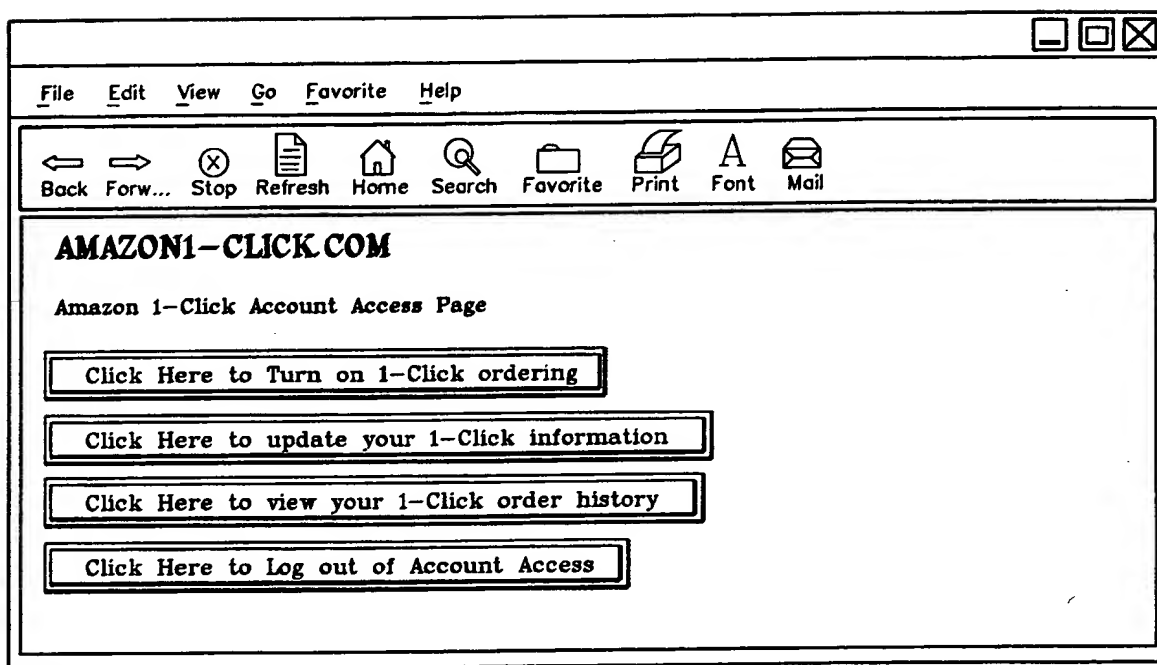 File Edit View Go Favorite Help
Back Forw... Stop Refresh Home Search Favorite Print Font Mail
AMAZON1-CLICK.COM
Amazon 1-Click Account Access Page
Click Here to Turn on 1-Click ordering
Click Here to update your 1-Click information
Click Here to view your 1-Click order history
Click Here to Log out of Account Access